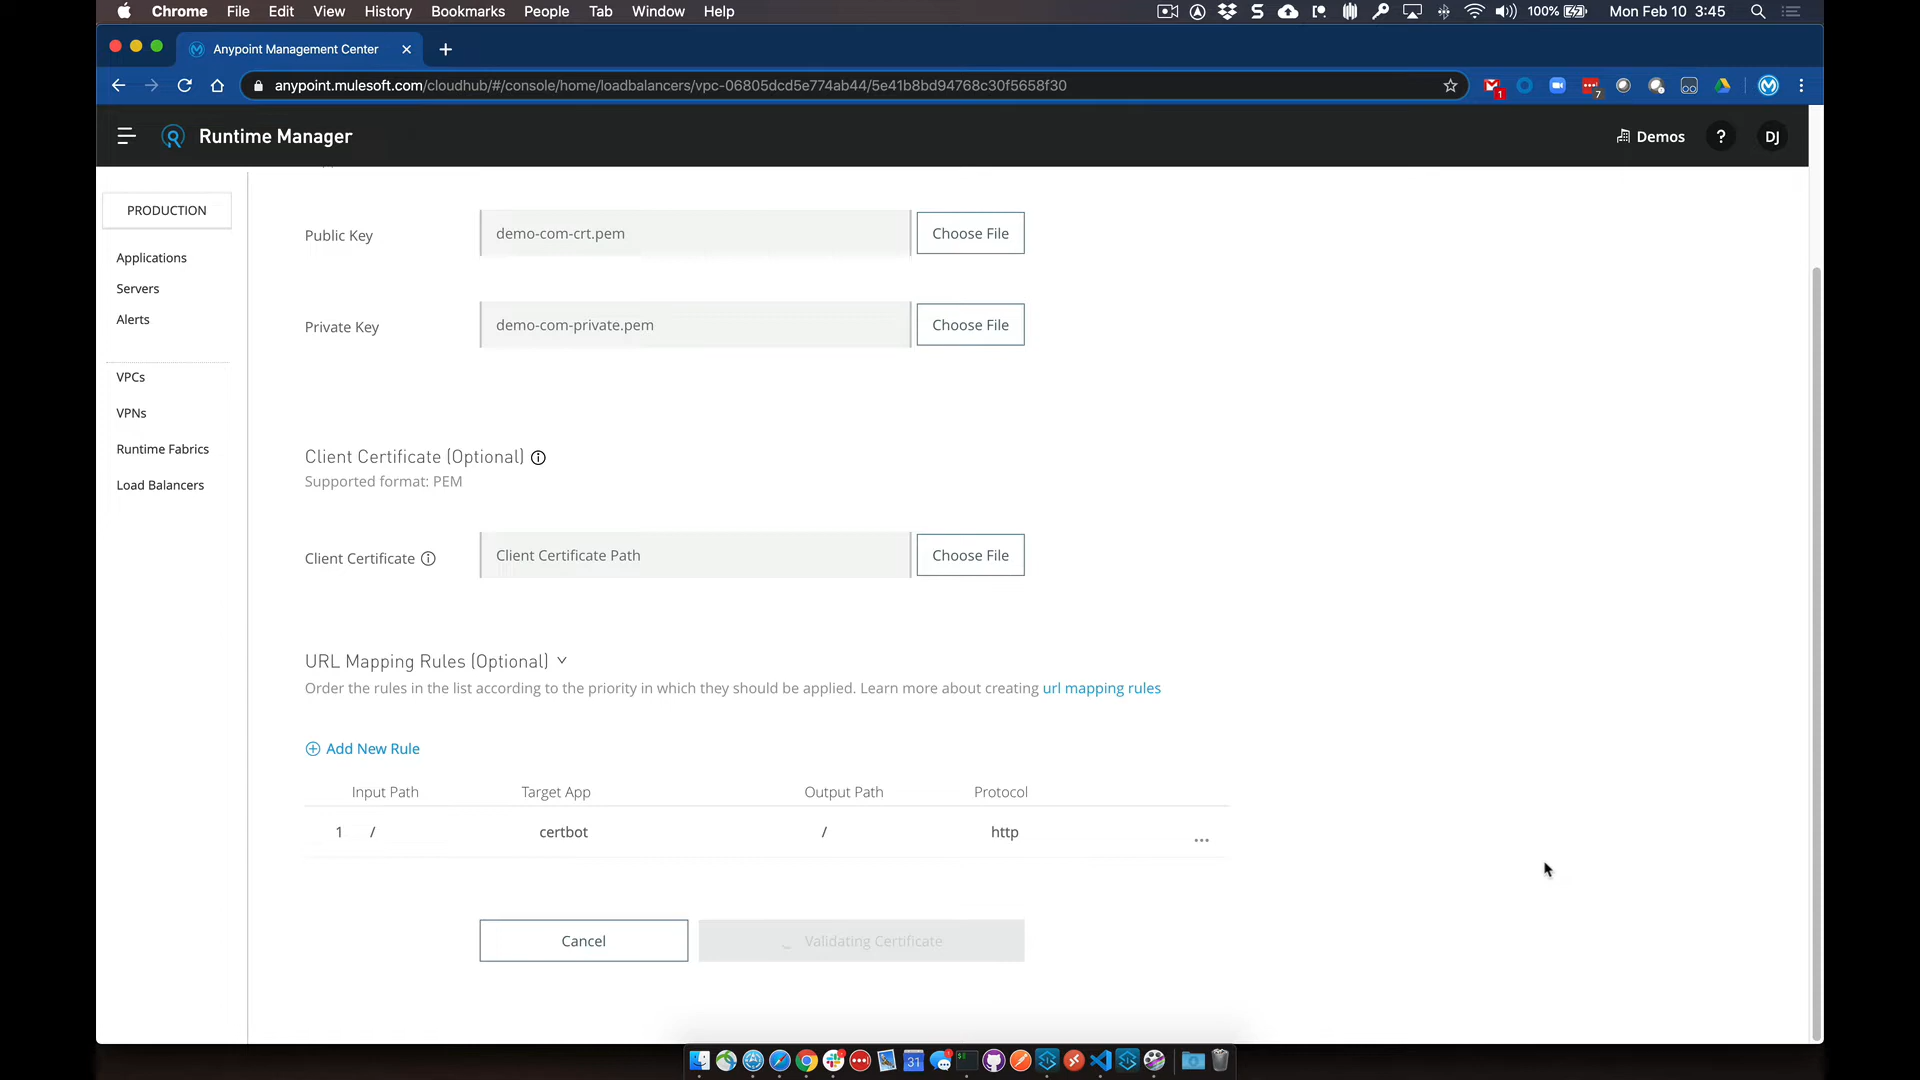 Chrome File Edit View History Bookmarks People Tab Window Help 100% Mon Feb 10 3:45
Anypoint Management Center
anypoint.mulesoft.com/cloudhub/#/console/home/loadbalancers/vpc-06805dcd5e774ab44/5e41b8bd94768c30f5658f30
Runtime Manager Demos ? DJ
PRODUCTION
Applications
Servers
Alerts
VPCs
VPNs
Runtime Fabrics
Load Balancers
Public Key demo-com-crt.pem Choose File
Private Key demo-com-private.pem Choose File
Client Certificate (Optional)
Supported format: PEM
Client Certificate Client Certificate Path Choose File
URL Mapping Rules (Optional)
Order the rules in the list according to the priority in which they should be applied. Learn more about creating url mapping rules
Add New Rule
Input Path Target App Output Path Protocol
1 / certbot / http ...
Cancel Validating Certificate